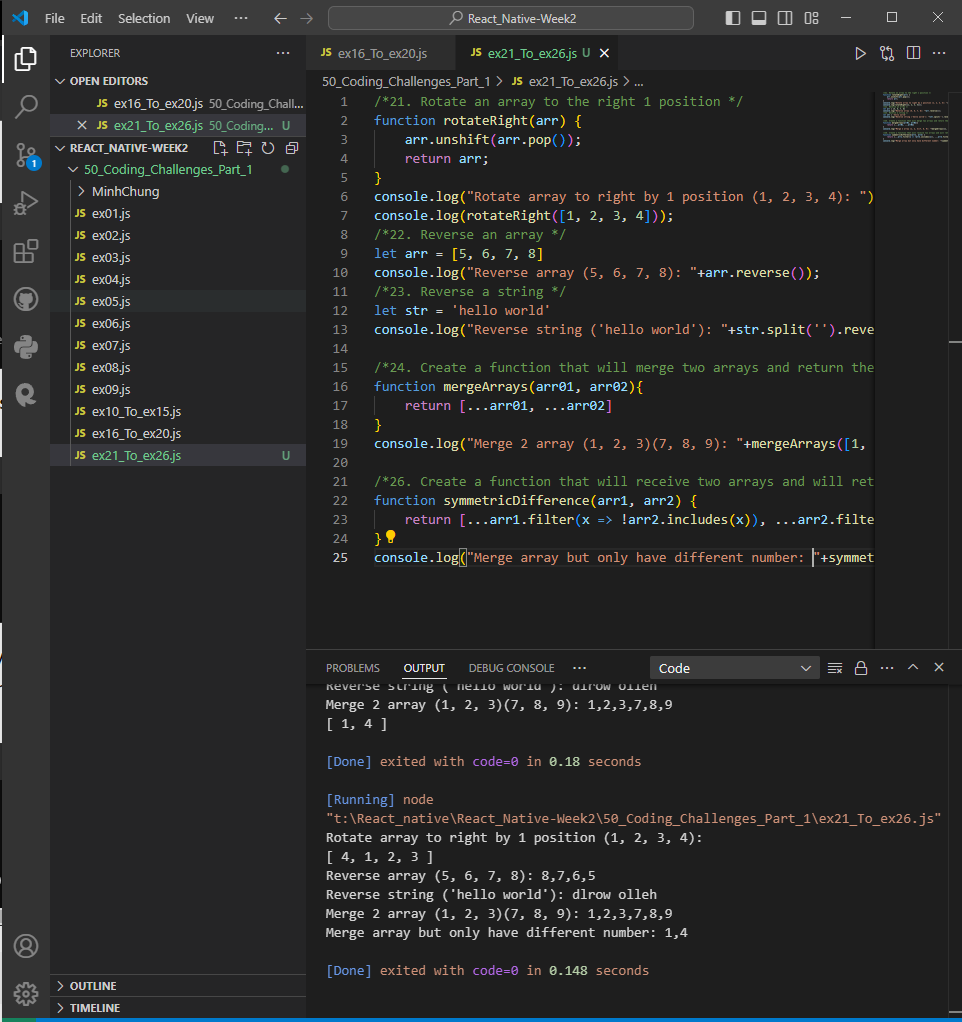 File Edit Selection View ··· React_Native-Week2
EXPLORER
OPEN EDITORS
JS ex16_To_ex20.js 50_Coding_Chall...
JS ex21_To_ex26.js 50_Coding... U
REACT_NATIVE-WEEK2
50_Coding_Challenges_Part_1
MinhChung
JS ex01.js
JS ex02.js
JS ex03.js
JS ex04.js
JS ex05.js
JS ex06.js
JS ex07.js
JS ex08.js
JS ex09.js
JS ex10_To_ex15.js
JS ex16_To_ex20.js
JS ex21_To_ex26.js U
OUTLINE
TIMELINE
1
JS ex16_To_ex20.js JS ex21_To_ex26.js U
50_Coding_Challenges_Part_1 > JS ex21_To_ex26.js > ...
1 /*21. Rotate an array to the right 1 position */
2 function rotateRight(arr) {
3 arr.unshift(arr.pop());
4 return arr;
5 }
6 console.log("Rotate array to right by 1 position (1, 2, 3, 4): ")
7 console.log(rotateRight([1, 2, 3, 4]));
8 /*22. Reverse an array */
9 let arr = [5, 6, 7, 8]
10 console.log("Reverse array (5, 6, 7, 8): "+arr.reverse());
11 /*23. Reverse a string */
12 let str = 'hello world'
13 console.log("Reverse string ('hello world'): "+str.split('').reve
14
15 /*24. Create a function that will merge two arrays and return the
16 function mergeArrays(arr01, arr02){
17 return [...arr01, ...arr02]
18 }
19 console.log("Merge 2 array (1, 2, 3)(7, 8, 9): "+mergeArrays([1,
20
21 /*26. Create a function that will receive two arrays and will ret
22 function symmetricDifference(arr1, arr2) {
23 return [...arr1.filter(x => !arr2.includes(x)), ...arr2.filte
24 }
25 console.log("Merge array but only have different number: "+symmet
PROBLEMS OUTPUT DEBUG CONSOLE ··· Code
Reverse string ('hello world'): dlrow olleh
Merge 2 array (1, 2, 3)(7, 8, 9): 1,2,3,7,8,9
[ 1, 4 ]
[Done] exited with code=0 in 0.18 seconds
[Running] node
"t:\React_native\React_Native-Week2\50_Coding_Challenges_Part_1\ex21_To_ex26.js"
Rotate array to right by 1 position (1, 2, 3, 4):
[ 4, 1, 2, 3 ]
Reverse array (5, 6, 7, 8): 8,7,6,5
Reverse string ('hello world'): dlrow olleh
Merge 2 array (1, 2, 3)(7, 8, 9): 1,2,3,7,8,9
Merge array but only have different number: 1,4
[Done] exited with code=0 in 0.148 seconds